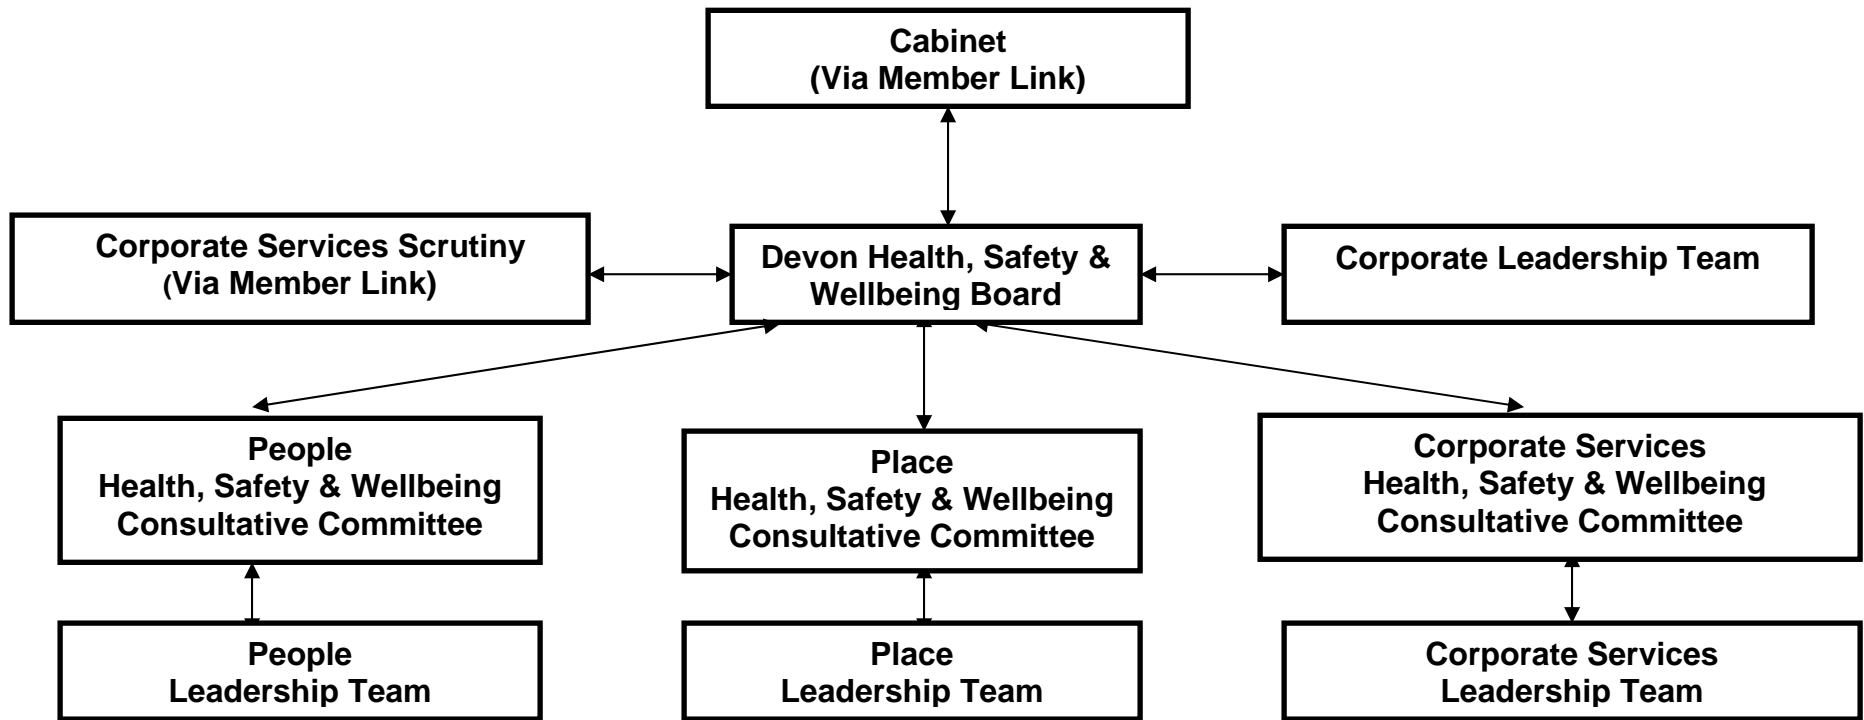 Cabinet
(Via Member Link)
Corporate Services Scrutiny
(Via Member Link)
Devon Health, Safety &
Wellbeing Board
Corporate Leadership Team
People
Health, Safety & Wellbeing
Consultative Committee
Place
Health, Safety & Wellbeing
Consultative Committee
Corporate Services
Health, Safety & Wellbeing
Consultative Committee
People
Leadership Team
Place
Leadership Team
Corporate Services
Leadership Team